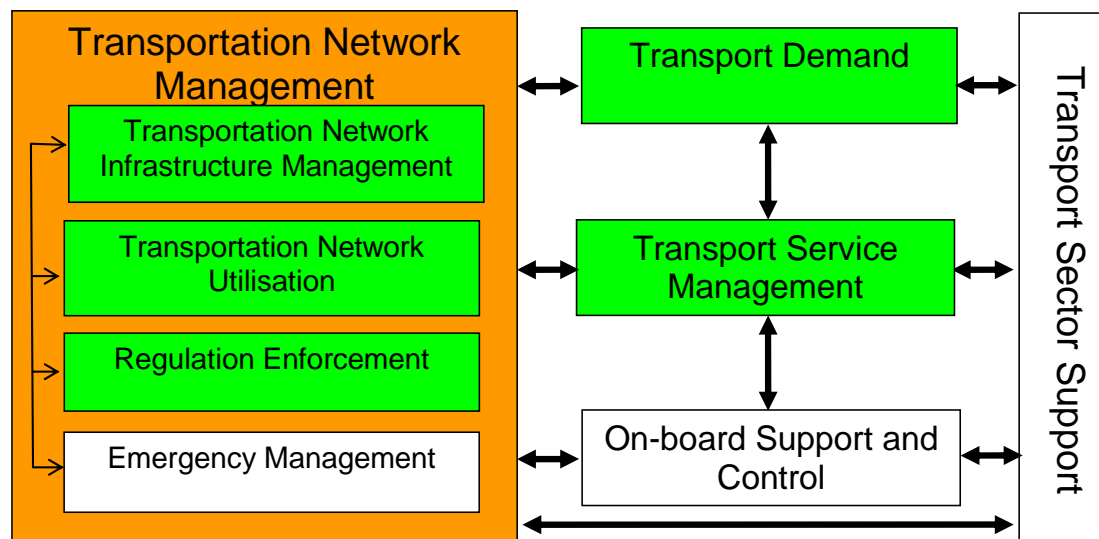 Transportation Network
Management
Transportation Network
Infrastructure Management
Transportation Network
Utilisation
Regulation Enforcement
Emergency Management
Transport Demand
Transport Service
Management
On-board Support and
Control
Transport Sector Support